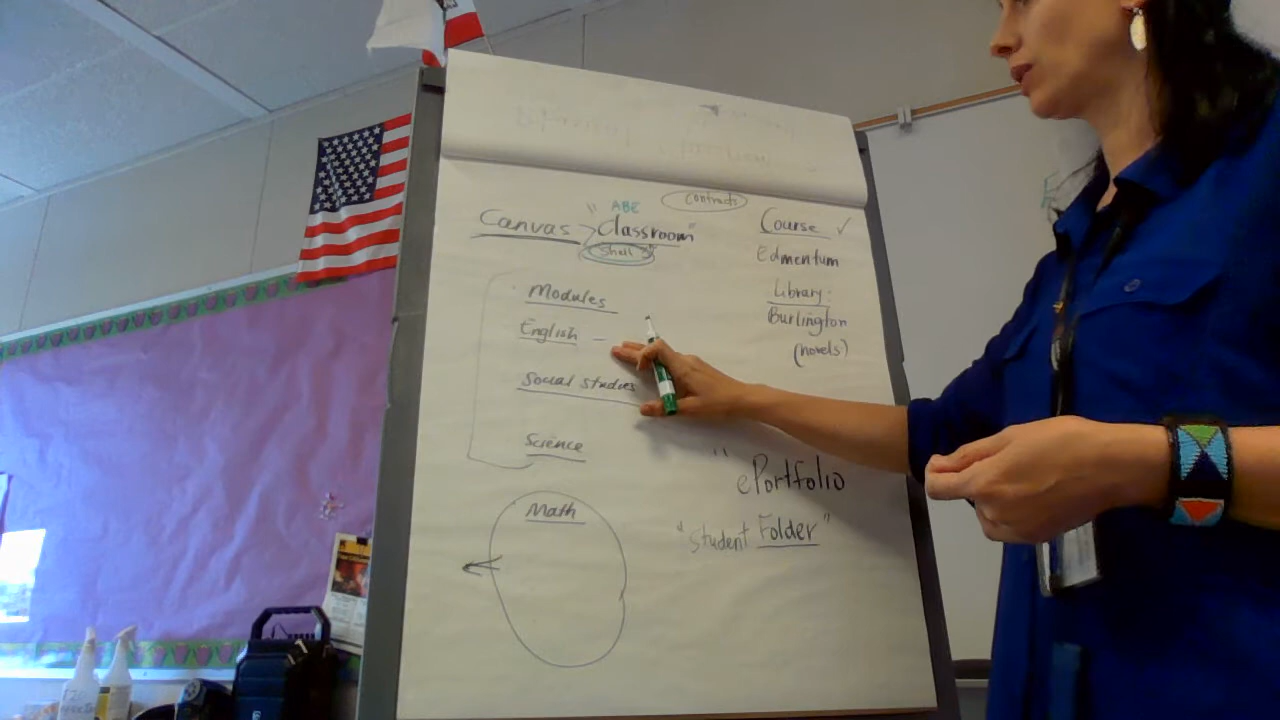 contracts
" ABE
Canvas > Classroom"
Shell
Modules
English —
Social studies
Science
Math
Course ✓
Edmentum
Library:
Burlington
(novels)
"ePortfolio
"Student Folder"